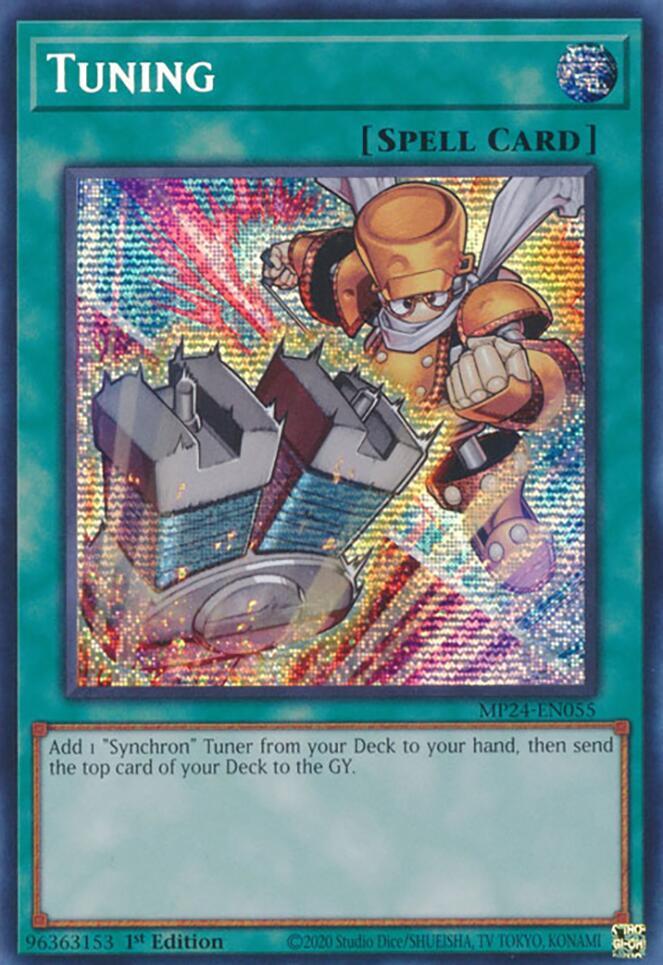 Tuning
[Spell Card]
MP24-EN055
Add 1 "Synchron" Tuner from your Deck to your hand, then send
the top card of your Deck to the GY.
96363153 1st Edition
©2020 Studio Dice/SHUEISHA, TV TOKYO, KONAMI